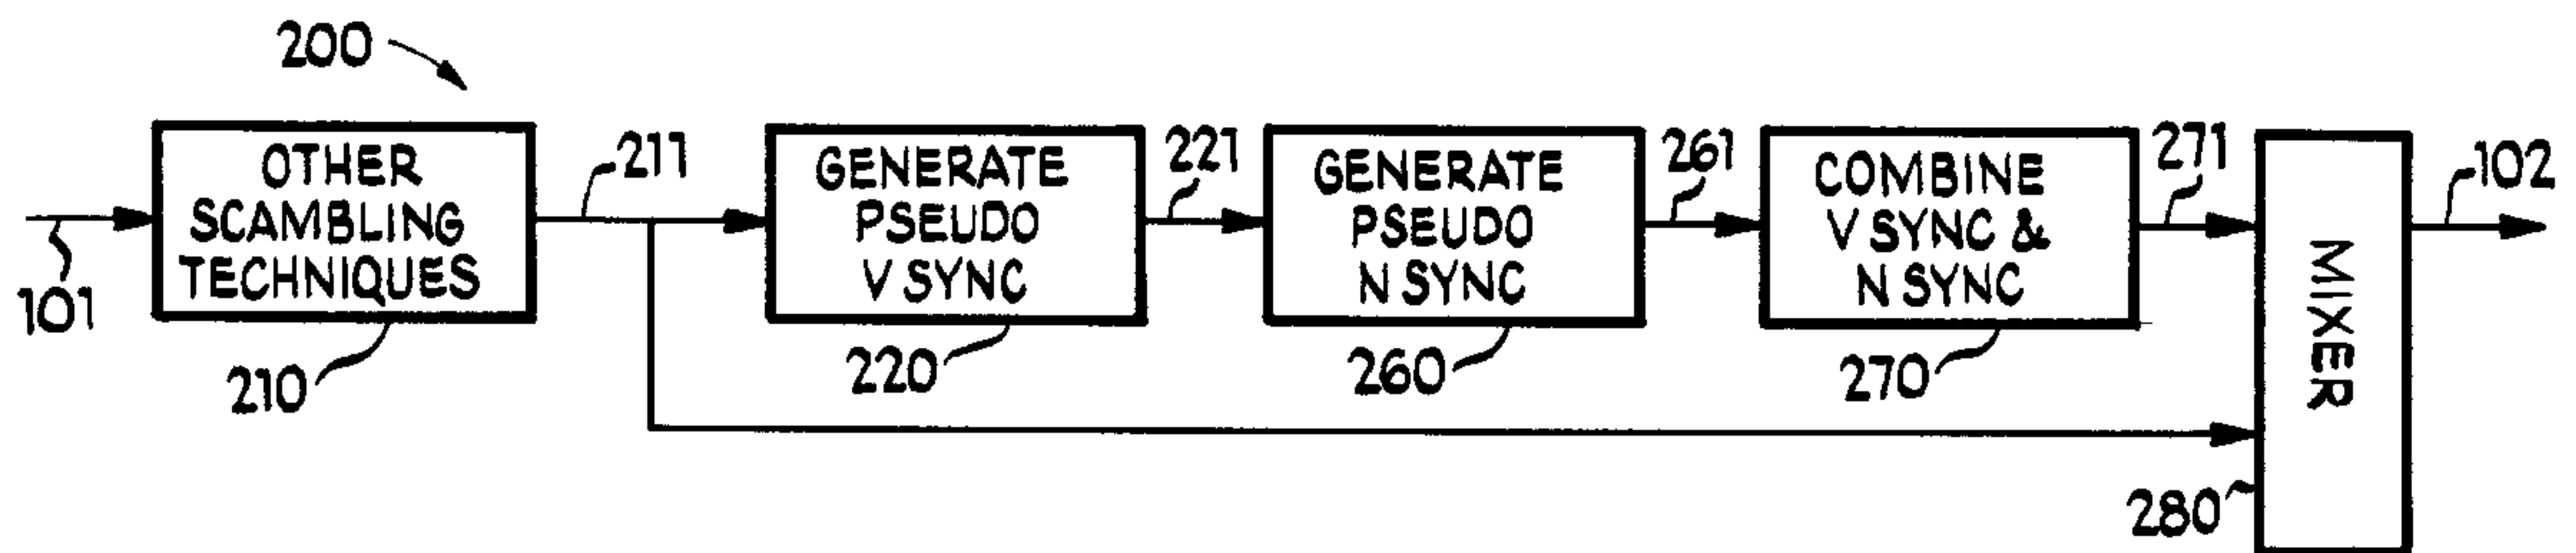 200
101
OTHER
SCAMBLING
TECHNIQUES
210
211
GENERATE
PSEUDO
V SYNC
220
221
GENERATE
PSEUDO
N SYNC
260
261
COMBINE
V SYNC &
N SYNC
270
271
MIXER
280
102